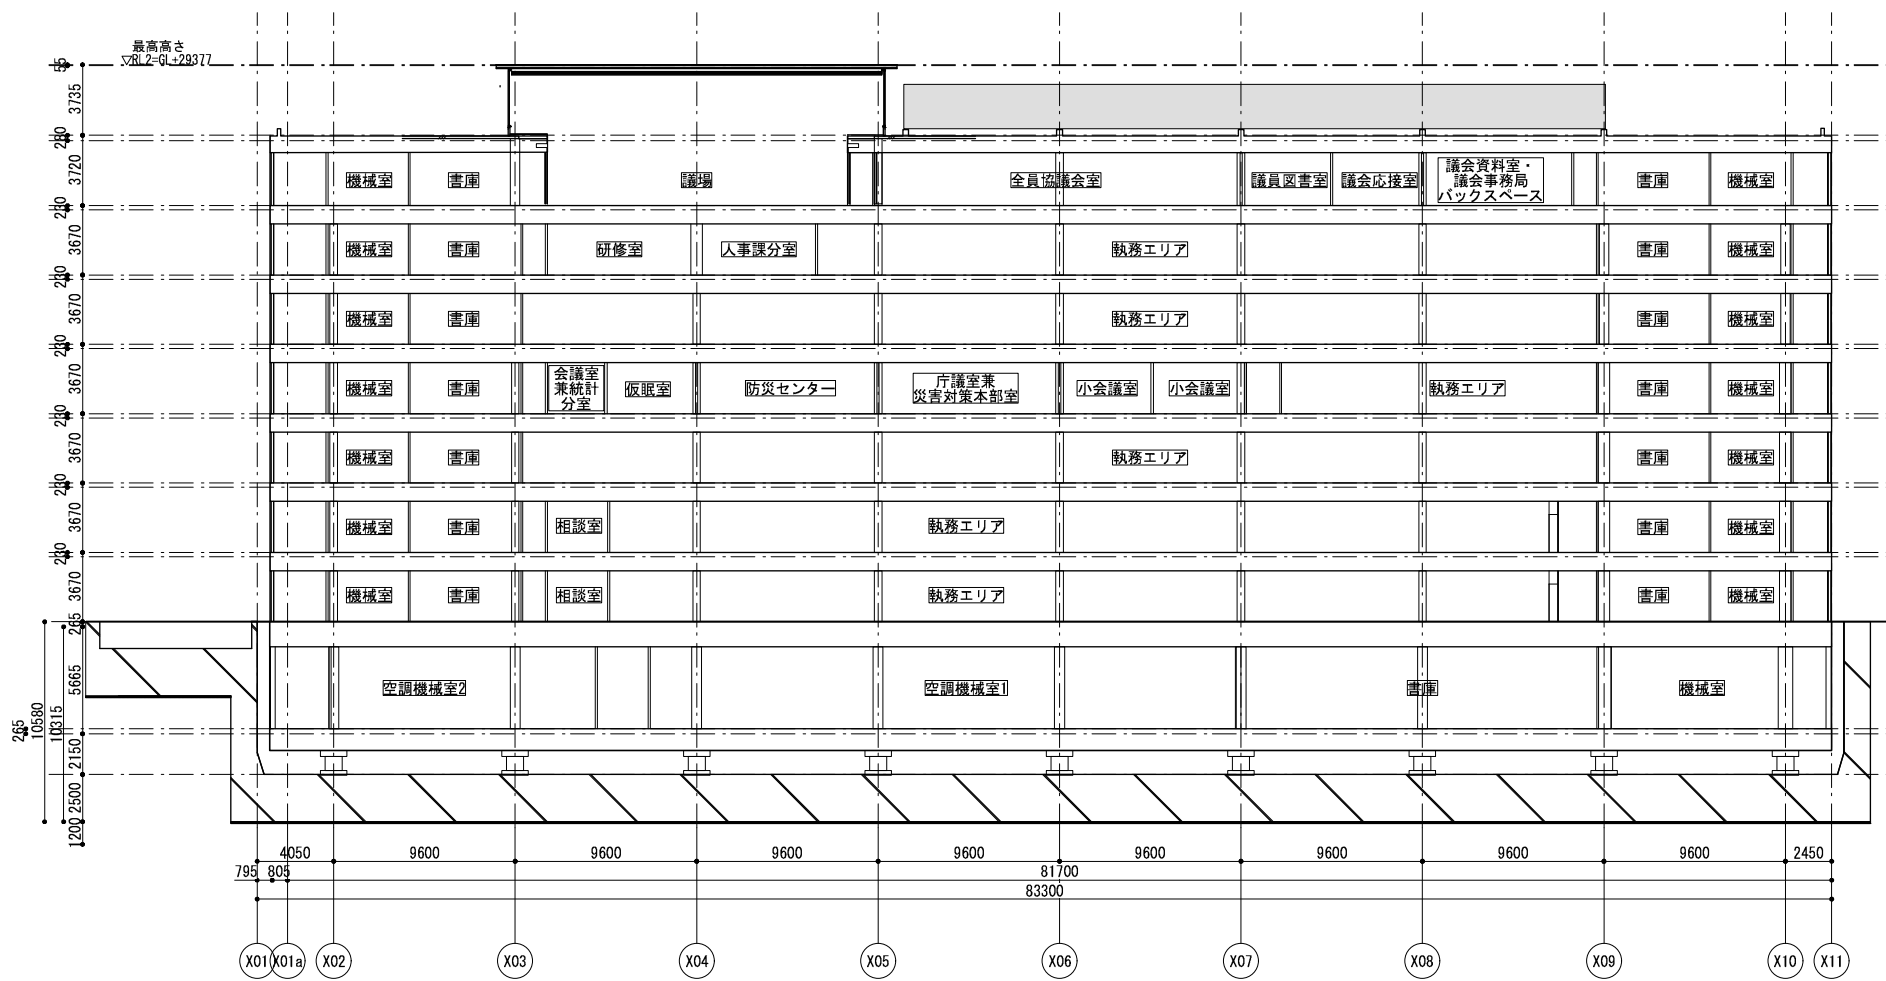 最高高さ
▽RL2=GL+29377
55
3735
280
3720
230
3670
230
3670
230
3670
230
3670
230
3670
230
3670
265
5665
10580
10315
265
2150
2500
1200
機械室 書庫 議場 全員協議会室 議員図書室 議会応接室
議会資料室・
議会事務局
バックスペース
書庫 機械室
機械室 書庫 研修室 人事課分室 執務エリア 書庫 機械室
機械室 書庫 執務エリア 書庫 機械室
機械室 書庫
会議室
兼統計
分室
仮眠室 防災センター
庁議室兼
災害対策本部室
小会議室 小会議室 執務エリア 書庫 機械室
機械室 書庫 執務エリア 書庫 機械室
機械室 書庫 相談室 執務エリア 書庫 機械室
機械室 書庫 相談室 執務エリア 書庫 機械室
空調機械室2 空調機械室1 書庫 機械室
4050 9600 9600 9600 9600 9600 9600 9600 9600 2450
795 805 81700
83300
X01 X01a X02 X03 X04 X05 X06 X07 X08 X09 X10 X11